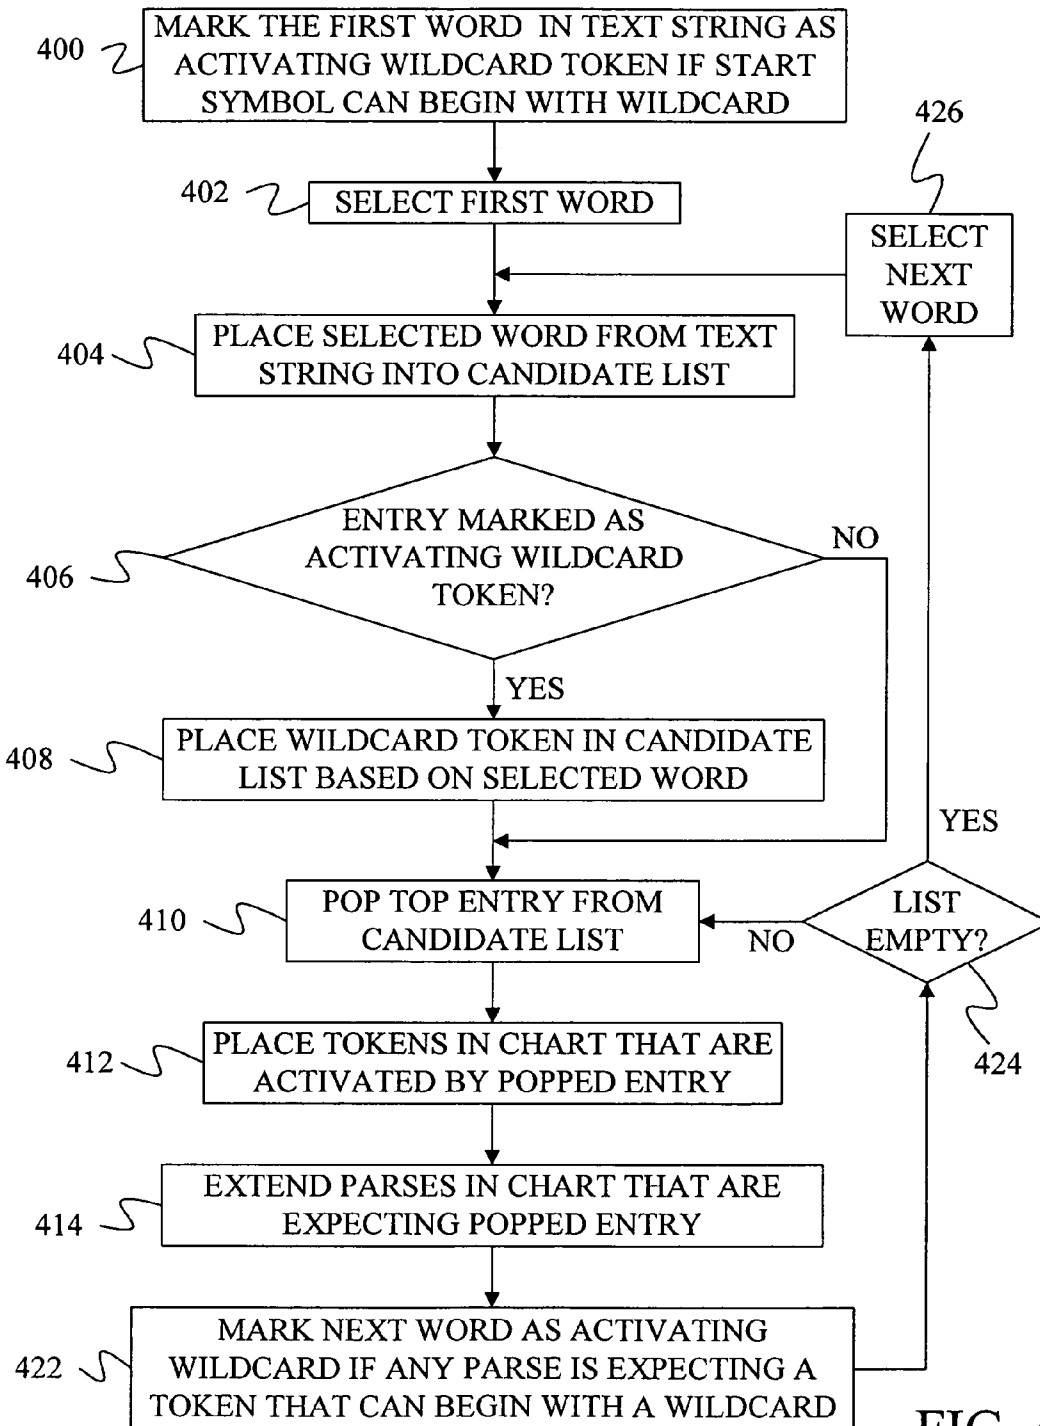 MARK THE FIRST WORD IN TEXT STRING AS
ACTIVATING WILDCARD TOKEN IF START
SYMBOL CAN BEGIN WITH WILDCARD
400
402
SELECT FIRST WORD
426
SELECT
NEXT
WORD
404
PLACE SELECTED WORD FROM TEXT
STRING INTO CANDIDATE LIST
406
ENTRY MARKED AS
ACTIVATING WILDCARD
TOKEN?
NO
YES
408
PLACE WILDCARD TOKEN IN CANDIDATE
LIST BASED ON SELECTED WORD
YES
410
POP TOP ENTRY FROM
CANDIDATE LIST
NO
LIST
EMPTY?
424
412
PLACE TOKENS IN CHART THAT ARE
ACTIVATED BY POPPED ENTRY
414
EXTEND PARSES IN CHART THAT ARE
EXPECTING POPPED ENTRY
422
MARK NEXT WORD AS ACTIVATING
WILDCARD IF ANY PARSE IS EXPECTING A
TOKEN THAT CAN BEGIN WITH A WILDCARD
FIG